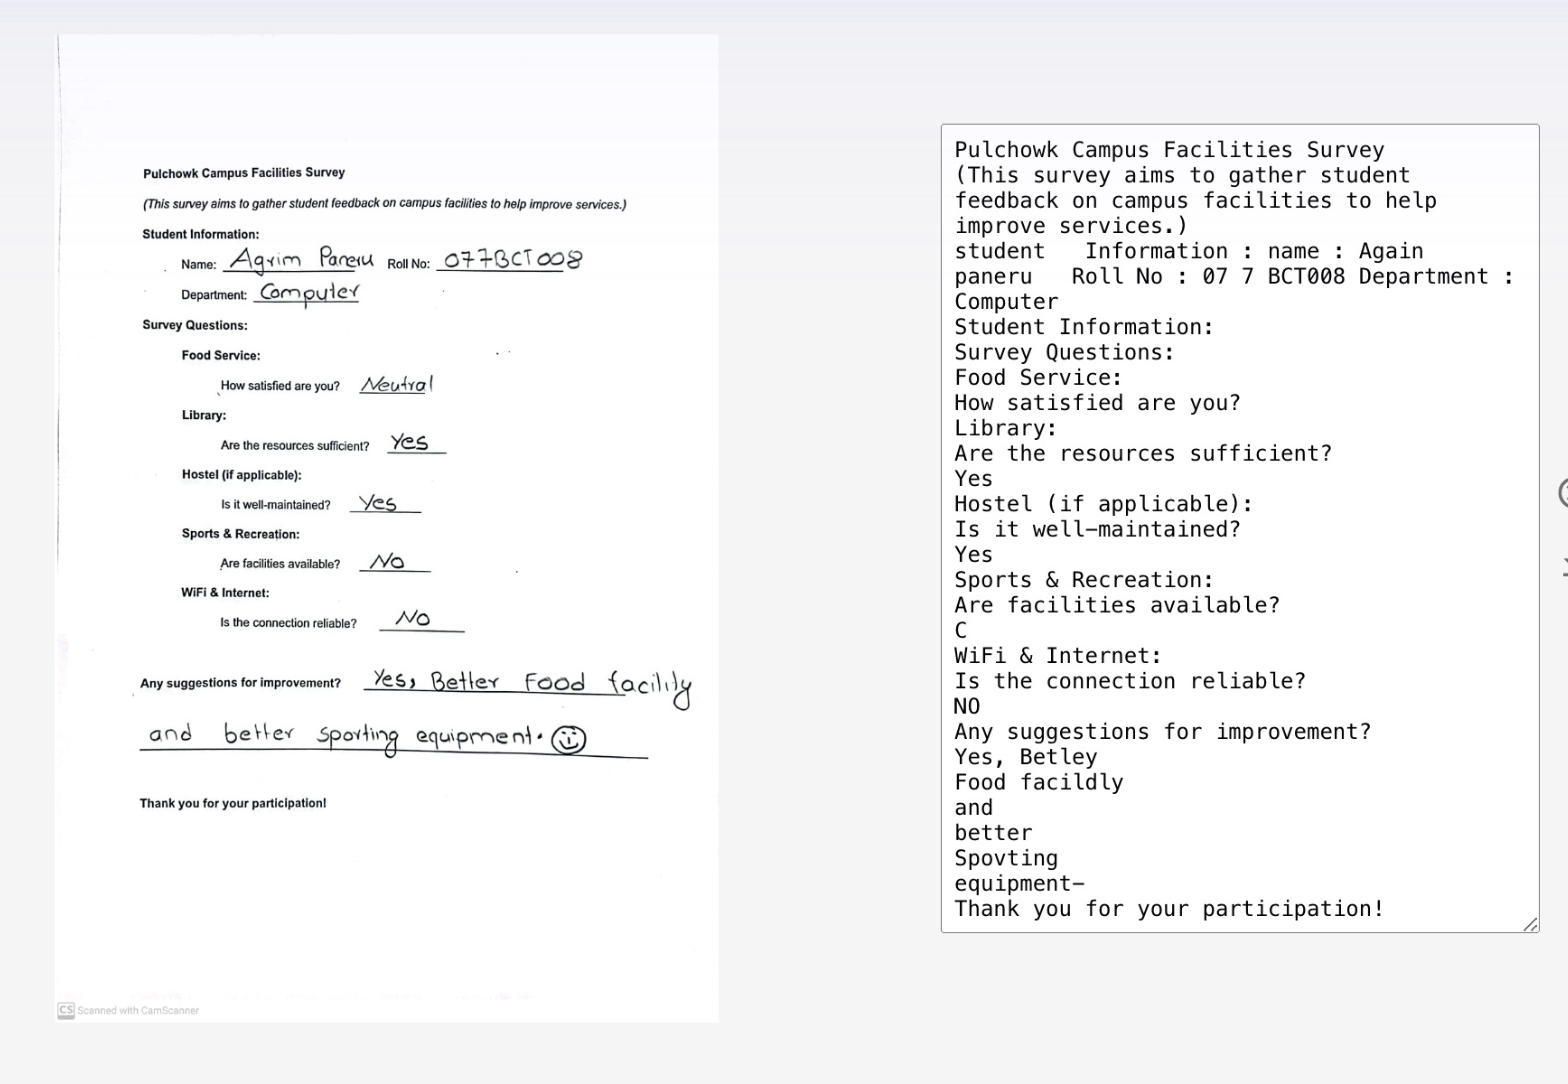 Pulchowk Campus Facilities Survey
(This survey aims to gather student feedback on campus facilities to help improve services.)
Student Information:
Name: Agrim Paneru Roll No: 077BCT008
Department: Computer
Survey Questions:
Food Service:
How satisfied are you? Neutral
Library:
Are the resources sufficient? Yes
Hostel (if applicable):
Is it well-maintained? Yes
Sports & Recreation:
Are facilities available? No
WiFi & Internet:
Is the connection reliable? No
Any suggestions for improvement? Yes, Better Food facility
and better sporting equipment. ☺
Thank you for your participation!
CS Scanned with CamScanner
Pulchowk Campus Facilities Survey
(This survey aims to gather student
feedback on campus facilities to help
improve services.)
student Information : name : Again
paneru Roll No : 07 7 BCT008 Department :
Computer
Student Information:
Survey Questions:
Food Service:
How satisfied are you?
Library:
Are the resources sufficient?
Yes
Hostel (if applicable):
Is it well-maintained?
Yes
Sports & Recreation:
Are facilities available?
C
WiFi & Internet:
Is the connection reliable?
NO
Any suggestions for improvement?
Yes, Betley
Food facildly
and
better
Spovting
equipment-
Thank you for your participation!